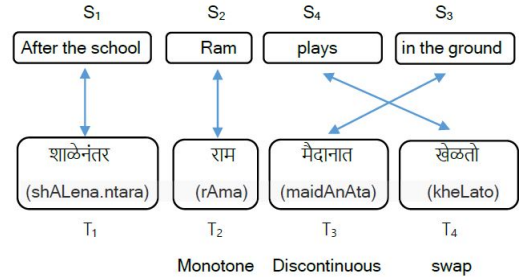 S₁ S₂ S₄ S₃
After the school Ram plays in the ground
शाळेनंतर राम मैदानात खेळतो
(shALena.ntara) (rAma) (maidAnAta) (kheLato)
T₁ T₂ T₃ T₄
Monotone Discontinuous swap